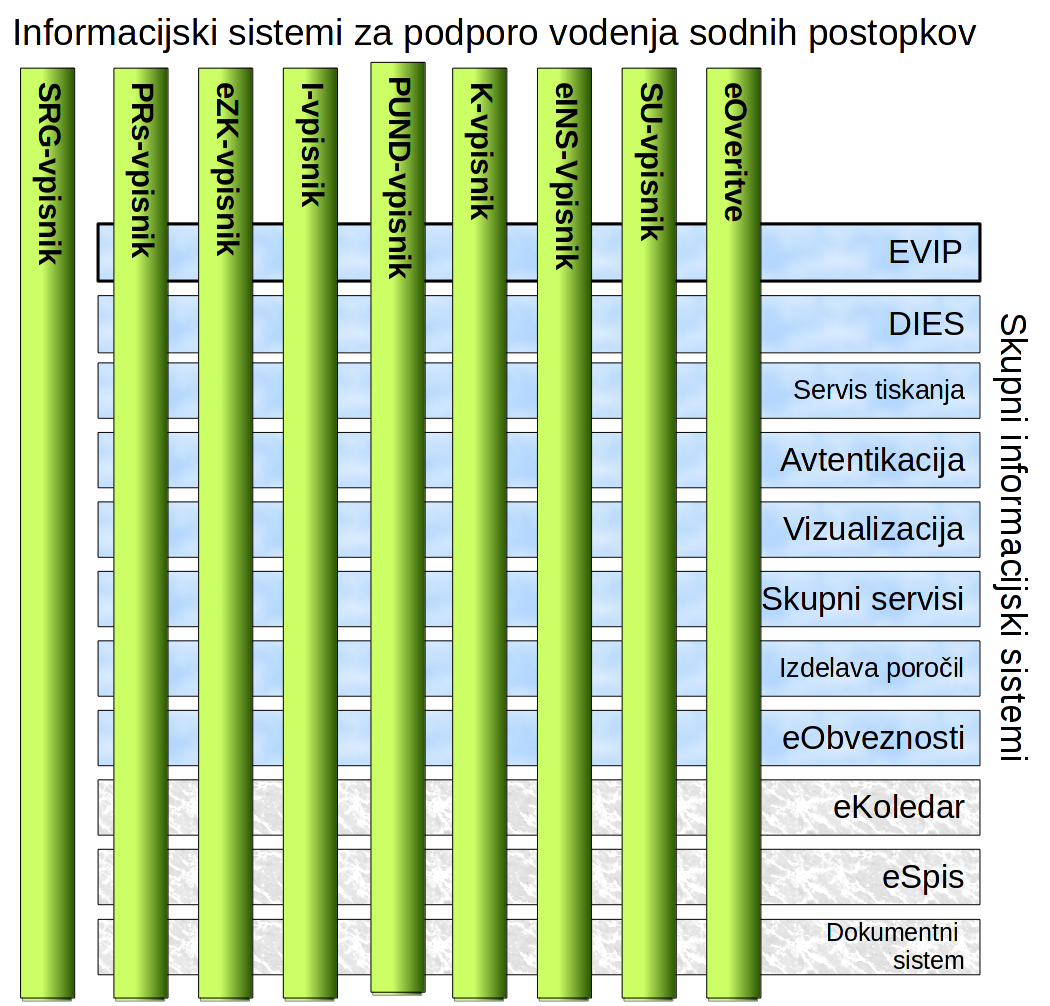 Informacijski sistemi za podporo vodenja sodnih postopkov
SRG-vpisnik
PRs-vpisnik
eZK-vpisnik
I-vpisnik
PUND-vpisnik
K-vpisnik
eINS-Vpisnik
SU-vpisnik
eOveritve
EVIP
DIES
Servis tiskanja
Avtentikacija
Vizualizacija
Skupni servisi
Izdelava poročil
eObveznosti
eKoledar
eSpis
Dokumentni
sistem
Skupni informacijski sistemi